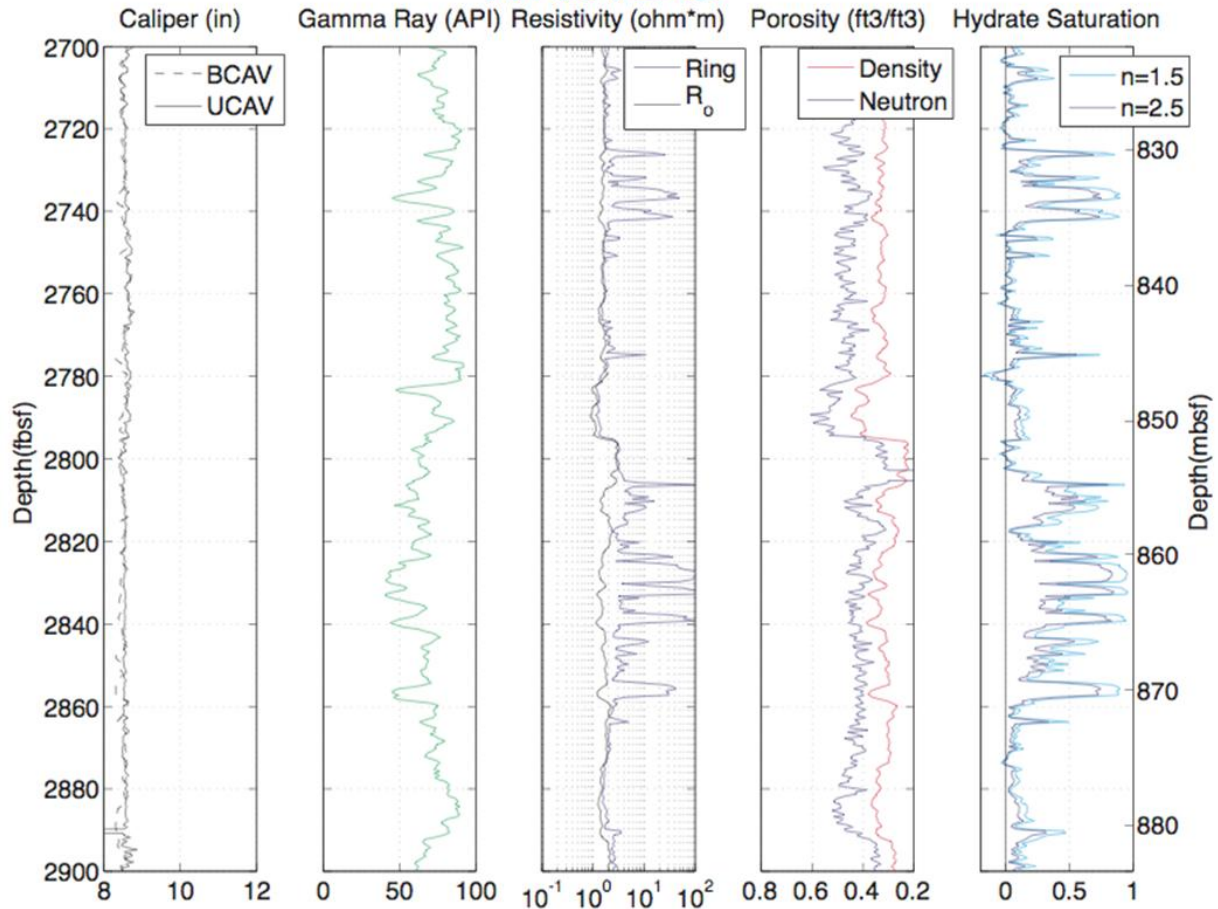 Caliper (in) Gamma Ray (API) Resistivity (ohm*m) Porosity (ft3/ft3) Hydrate Saturation
BCAV
UCAV
Ring
Ro
Density
Neutron
n=1.5
n=2.5
Depth(fbsf)
2700
2720
2740
2760
2780
2800
2820
2840
2860
2880
2900
830
840
850
860
870
880
Depth(mbsf)
8 10 12 0 50 100 10-1 100 101 102 0.8 0.6 0.4 0.2 0 0.5 1